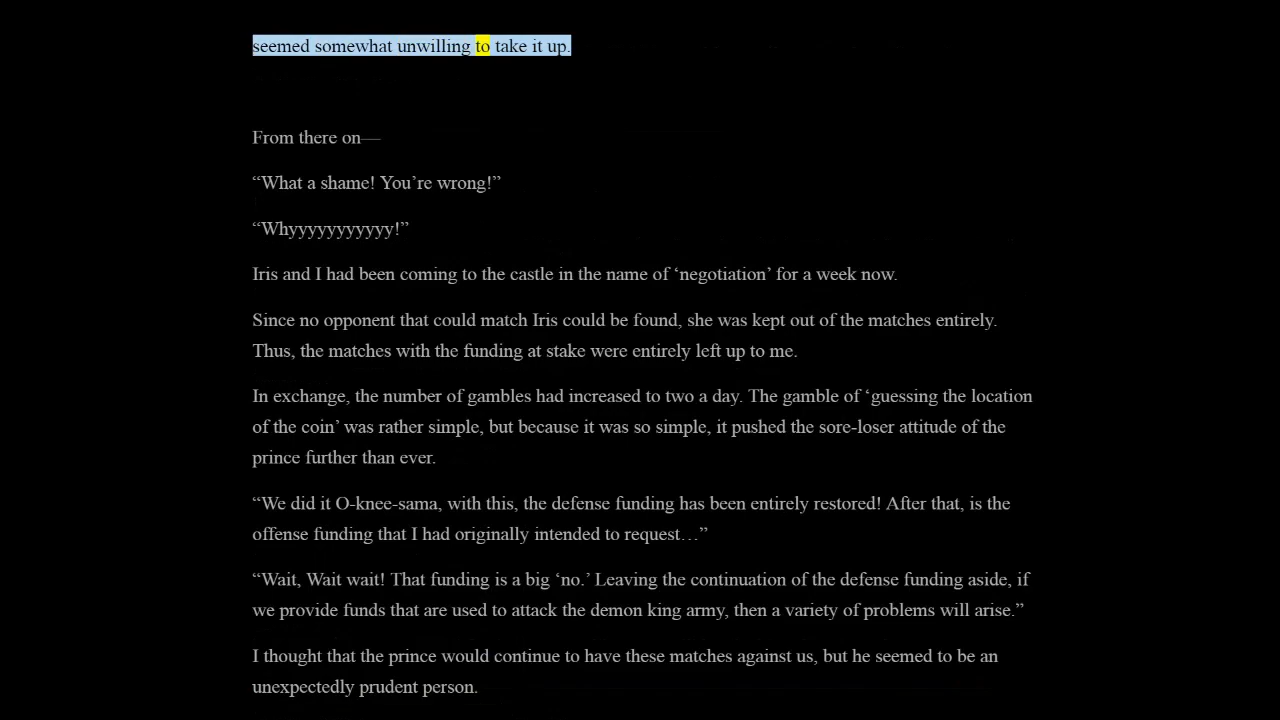 seemed somewhat unwilling to take it up.
From there on—
“What a shame! You’re wrong!”
“Whyyyyyyyyyyy!”
Iris and I had been coming to the castle in the name of ‘negotiation’ for a week now.
Since no opponent that could match Iris could be found, she was kept out of the matches entirely.
Thus, the matches with the funding at stake were entirely left up to me.
In exchange, the number of gambles had increased to two a day. The gamble of ‘guessing the location
of the coin’ was rather simple, but because it was so simple, it pushed the sore-loser attitude of the
prince further than ever.
“We did it O-knee-sama, with this, the defense funding has been entirely restored! After that, is the
offense funding that I had originally intended to request…”
“Wait, Wait wait! That funding is a big ‘no.’ Leaving the continuation of the defense funding aside, if
we provide funds that are used to attack the demon king army, then a variety of problems will arise.”
I thought that the prince would continue to have these matches against us, but he seemed to be an
unexpectedly prudent person.